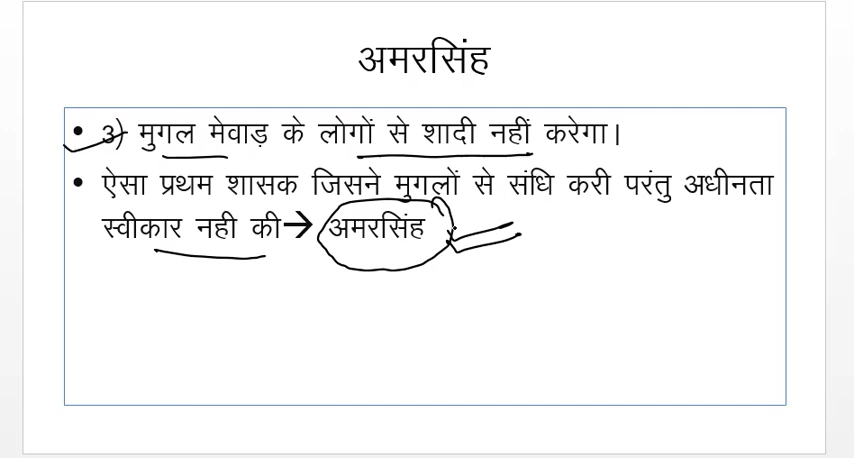 अमरसिंह
• 3) मुगल मेवाड़ के लोगों से शादी नहीं करेगा।
• ऐसा प्रथम शासक जिसने मुगलों से संधि करी परंतु अधीनता
स्वीकार नही की→ अमरसिंह